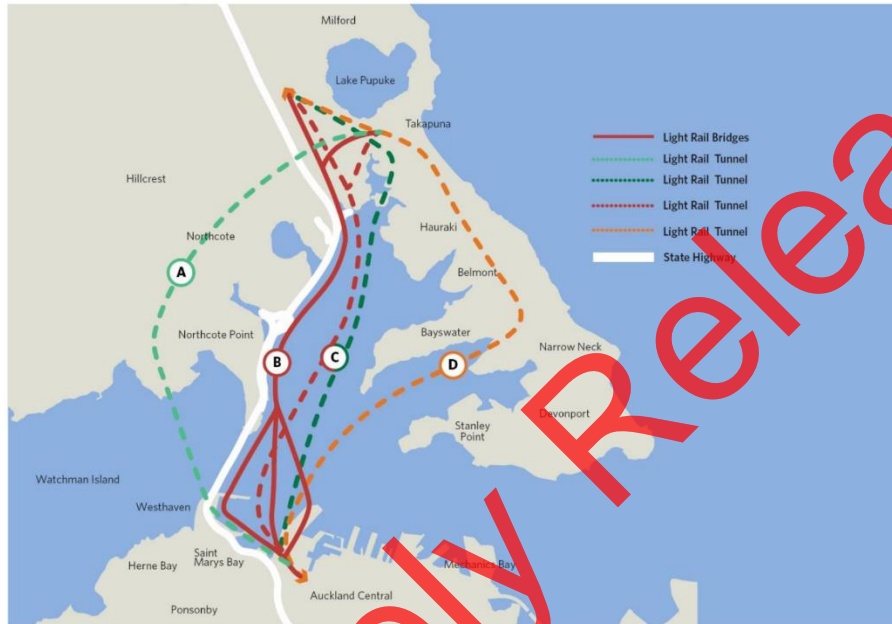 Milford
Lake Pupuke
Takapuna
Light Rail Bridges
Light Rail Tunnel
Light Rail Tunnel
Light Rail Tunnel
Light Rail Tunnel
State Highway
Hillcrest
Northcote
Hauraki
A
Belmont
Northcote Point
Bayswater
Narrow Neck
B
C
D
Devonport
Stanley
Point
Watchman Island
Westhaven
Saint
Marys Bay
Herne Bay
Mechanics Bay
Auckland Central
Ponsonby
ly Relea